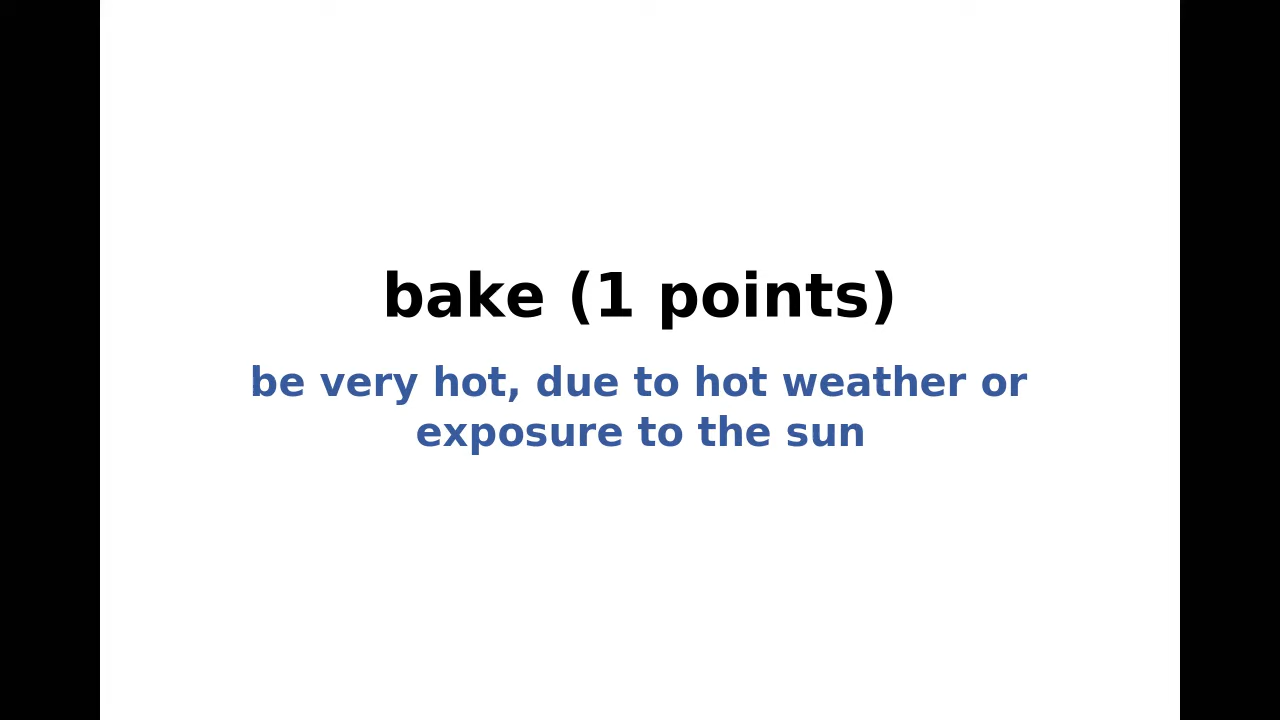 bake (1 points)
be very hot, due to hot weather or
exposure to the sun